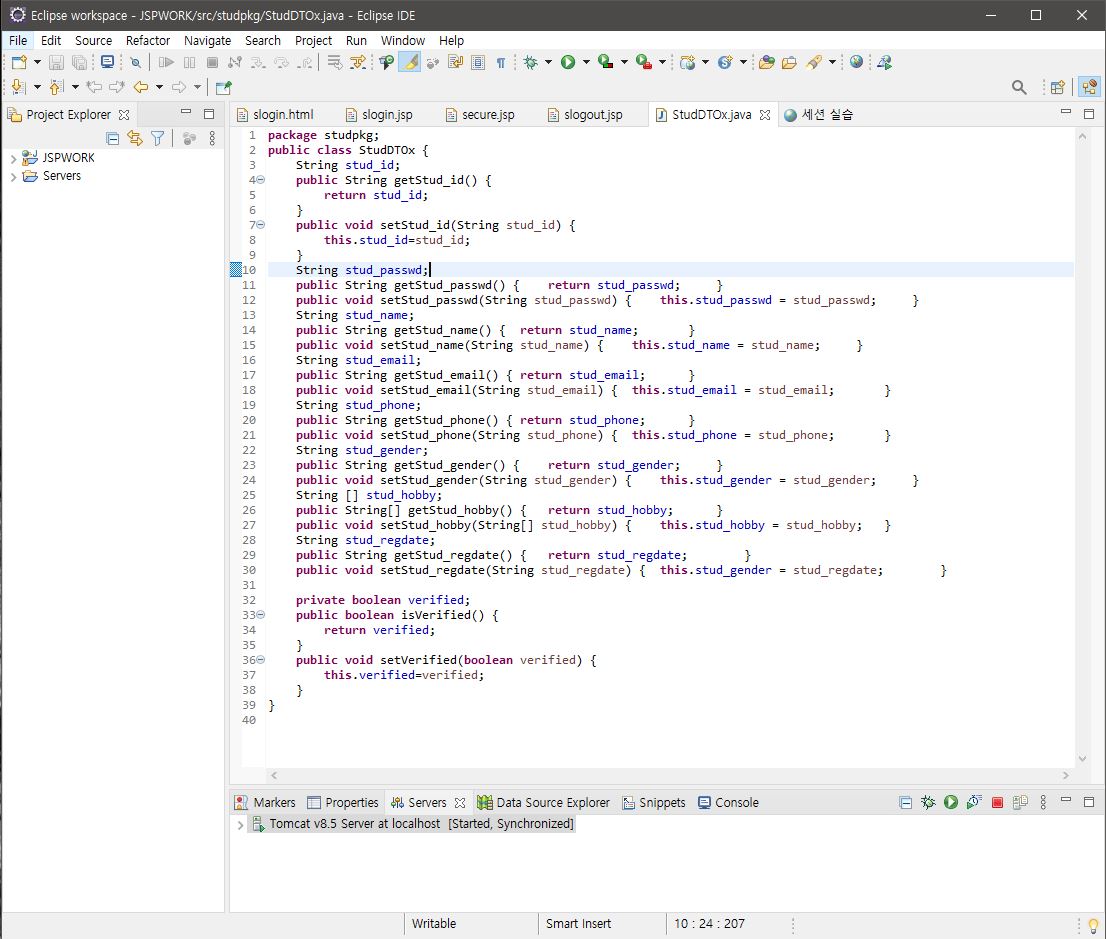 Eclipse workspace - JSPWORK/src/studpkg/StudDTOx.java - Eclipse IDE
File Edit Source Refactor Navigate Search Project Run Window Help
Project Explorer
JSPWORK
Servers
slogin.html slogin.jsp secure.jsp slogout.jsp StudDTOx.java 세션 실습
1 package studpkg;
2 public class StudDTOx {
3 String stud_id;
4 public String getStud_id() {
5 return stud_id;
6 }
7 public void setStud_id(String stud_id) {
8 this.stud_id=stud_id;
9 }
10 String stud_passwd;
11 public String getStud_passwd() { return stud_passwd; }
12 public void setStud_passwd(String stud_passwd) { this.stud_passwd = stud_passwd; }
13 String stud_name;
14 public String getStud_name() { return stud_name; }
15 public void setStud_name(String stud_name) { this.stud_name = stud_name; }
16 String stud_email;
17 public String getStud_email() { return stud_email; }
18 public void setStud_email(String stud_email) { this.stud_email = stud_email; }
19 String stud_phone;
20 public String getStud_phone() { return stud_phone; }
21 public void setStud_phone(String stud_phone) { this.stud_phone = stud_phone; }
22 String stud_gender;
23 public String getStud_gender() { return stud_gender; }
24 public void setStud_gender(String stud_gender) { this.stud_gender = stud_gender; }
25 String [] stud_hobby;
26 public String[] getStud_hobby() { return stud_hobby; }
27 public void setStud_hobby(String[] stud_hobby) { this.stud_hobby = stud_hobby; }
28 String stud_regdate;
29 public String getStud_regdate() { return stud_regdate; }
30 public void setStud_regdate(String stud_regdate) { this.stud_gender = stud_regdate; }
31
32 private boolean verified;
33 public boolean isVerified() {
34 return verified;
35 }
36 public void setVerified(boolean verified) {
37 this.verified=verified;
38 }
39 }
40
Markers Properties Servers Data Source Explorer Snippets Console
Tomcat v8.5 Server at localhost [Started, Synchronized]
Writable Smart Insert 10 : 24 : 207